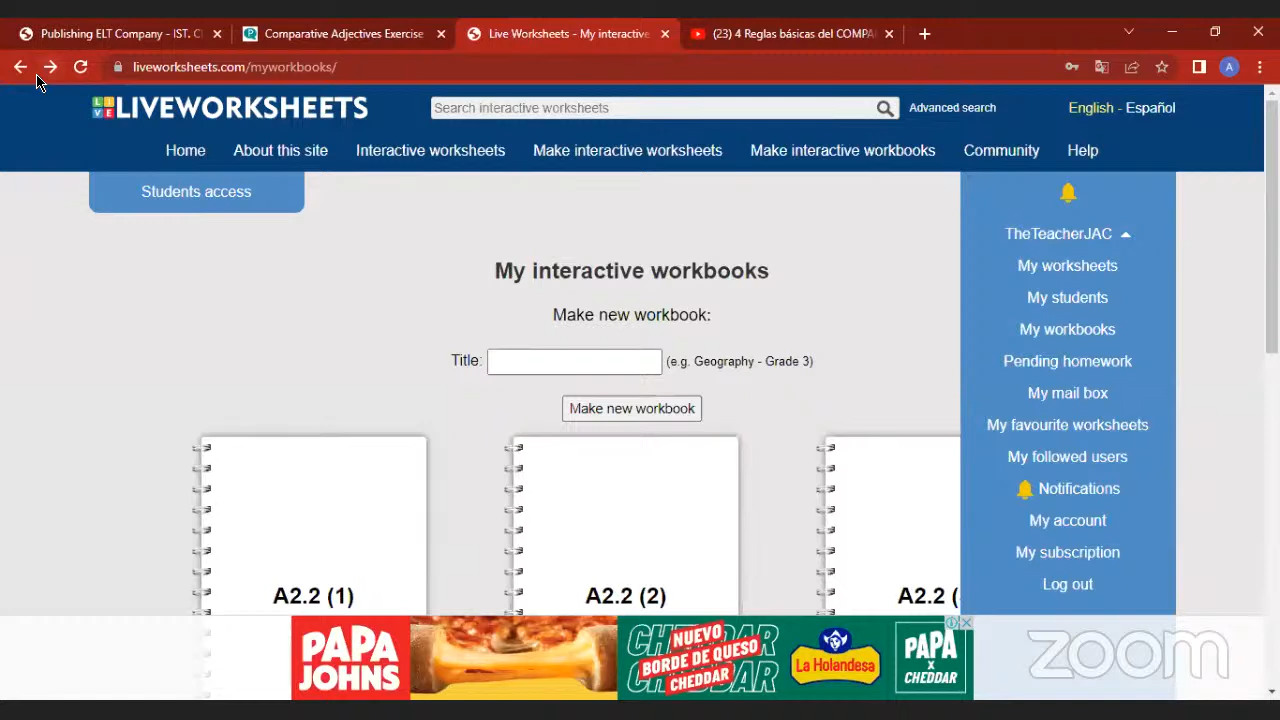 Publishing ELT Company - IST. C
Comparative Adjectives Exercise
Live Worksheets - My interactive
(23) 4 Reglas básicas del COMPA
liveworksheets.com/myworkbooks/
A
LIVE LIVEWORKSHEETS
Search interactive worksheets
Advanced search
English - Español
Home
About this site
Interactive worksheets
Make interactive worksheets
Make interactive workbooks
Community
Help
Students access
TheTeacherJAC
My worksheets
My students
My workbooks
Pending homework
My mail box
My favourite worksheets
My followed users
Notifications
My account
My subscription
Log out
My interactive workbooks
Make new workbook:
Title:
(e.g. Geography - Grade 3)
Make new workbook
A2.2 (1)
A2.2 (2)
A2.2 (
PAPA
JOHNS
CHEDDAR
CHEDDAR
NUEVO
BORDE DE QUESO
CHEDDAR
La Holandesa
PAPA
X
CHEDDAR
zoom